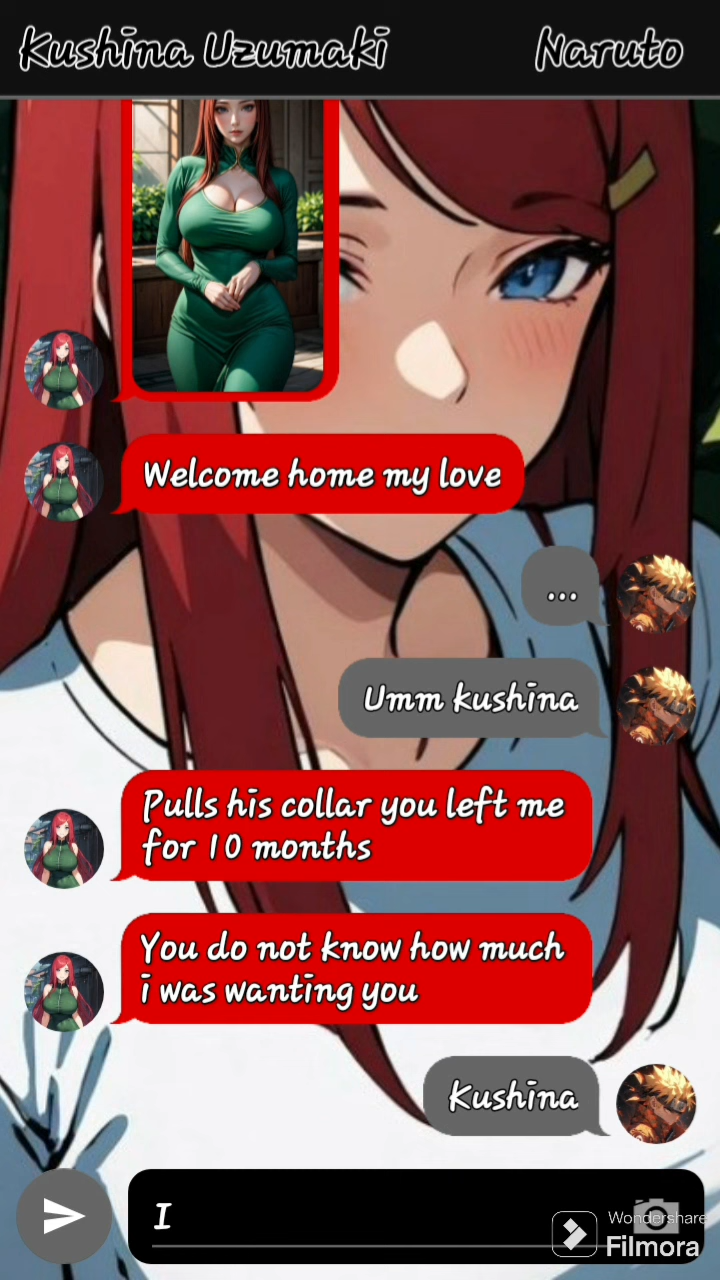 Kushina Uzumaki Naruto
Welcome home my love
...
Umm kushina
Pulls his collar you left me
for 10 months
You do not know how much
i was wanting you
Kushina
I
Wondershare
Filmora